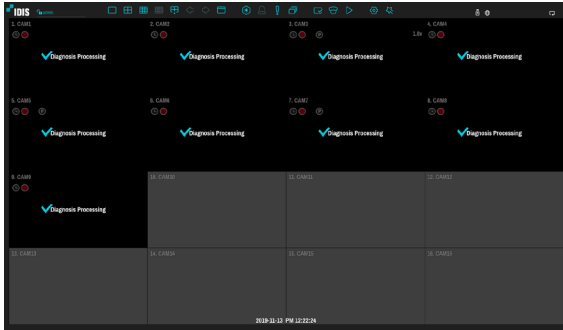 IDIS
1. CAM1
2. CAM2
3. CAM3
1.0x
4. CAM4
Diagnosis Processing
Diagnosis Processing
Diagnosis Processing
Diagnosis Processing
5. CAM5
6. CAM6
7. CAM7
8. CAM8
P
P
Diagnosis Processing
Diagnosis Processing
Diagnosis Processing
Diagnosis Processing
9. CAM9
10. CAM10
11. CAM11
12. CAM12
Diagnosis Processing
13. CAM13
14. CAM14
15. CAM15
16. CAM16
2019-11-13 PM 12:22:24